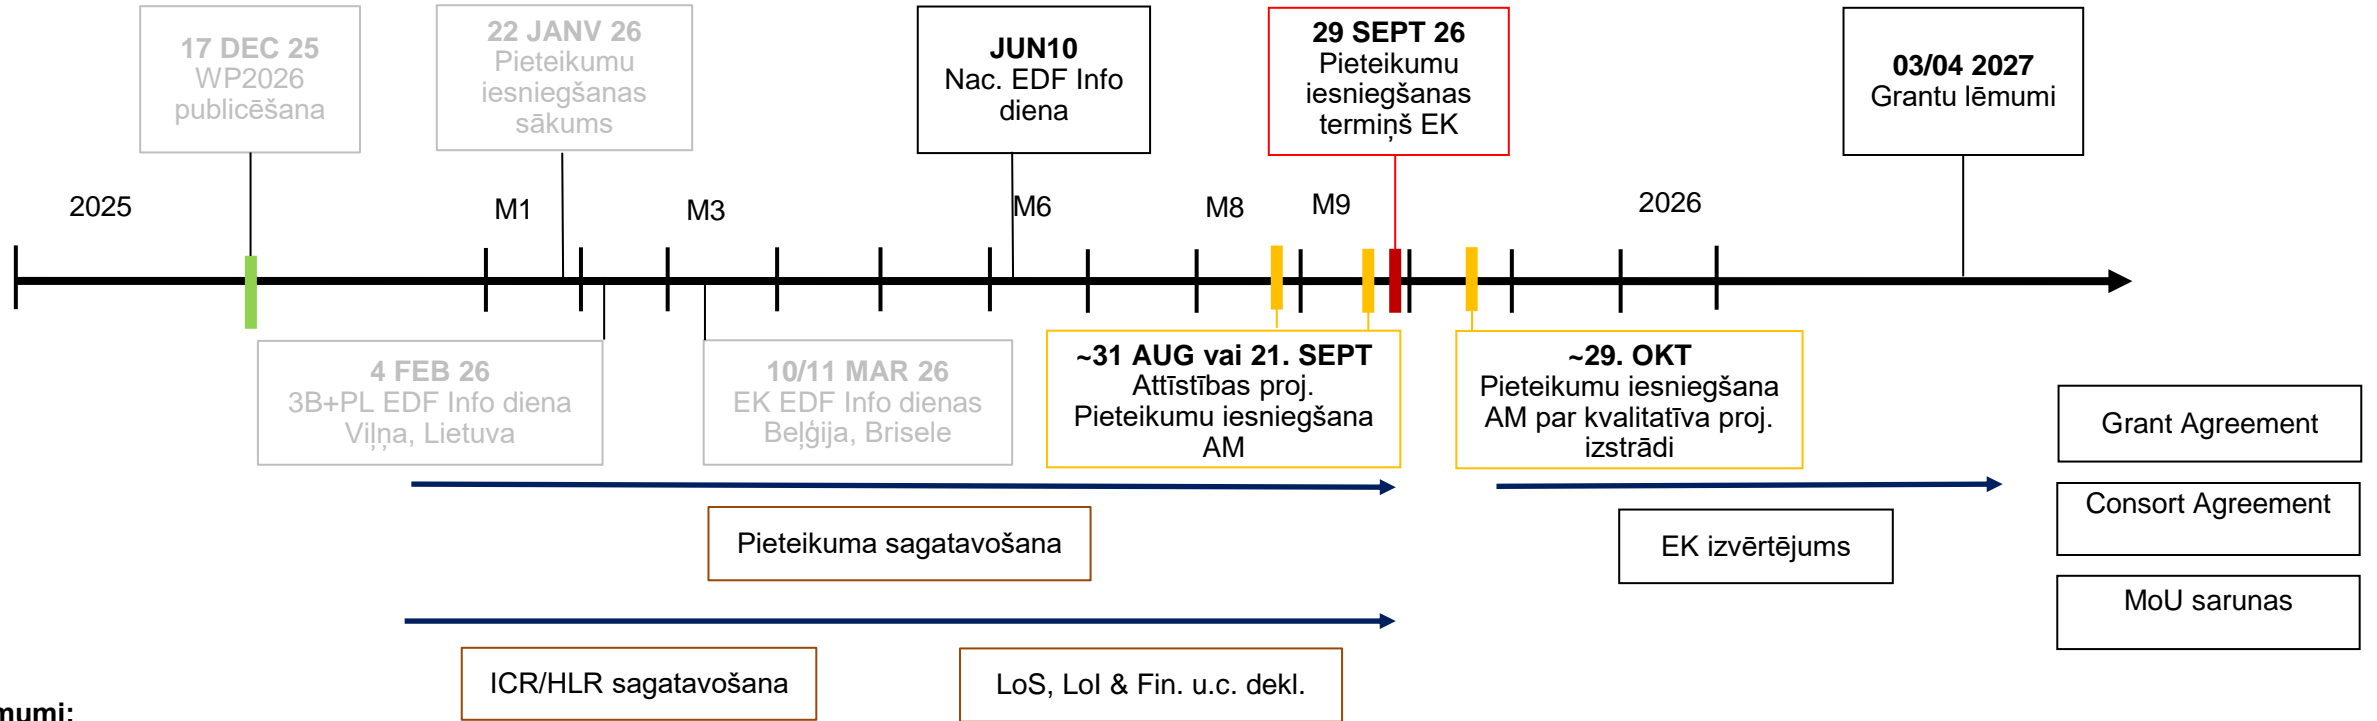 17 DEC 25
WP2026
publicēšana
22 JANV 26
Pieteikumu
iesniegšanas
sākums
JUN10
Nac. EDF Info
diena
29 SEPT 26
Pieteikumu
iesniegšanas
termiņš EK
03/04 2027
Grantu lēmumi
2025
M1
M3
M6
M8
M9
2026
4 FEB 26
3B+PL EDF Info diena
Viļņa, Lietuva
10/11 MAR 26
EK EDF Info dienas
Beļģija, Brisele
~31 AUG vai 21. SEPT
Attīstības proj.
Pieteikumu iesniegšana
AM
~29. OKT
Pieteikumu iesniegšana
AM par kvalitatīva proj.
izstrādi
Grant Agreement
Consort Agreement
MoU sarunas
Pieteikuma sagatavošana
EK izvērtējums
ICR/HLR sagatavošana
LoS, LoI & Fin. u.c. dekl.
mumi: